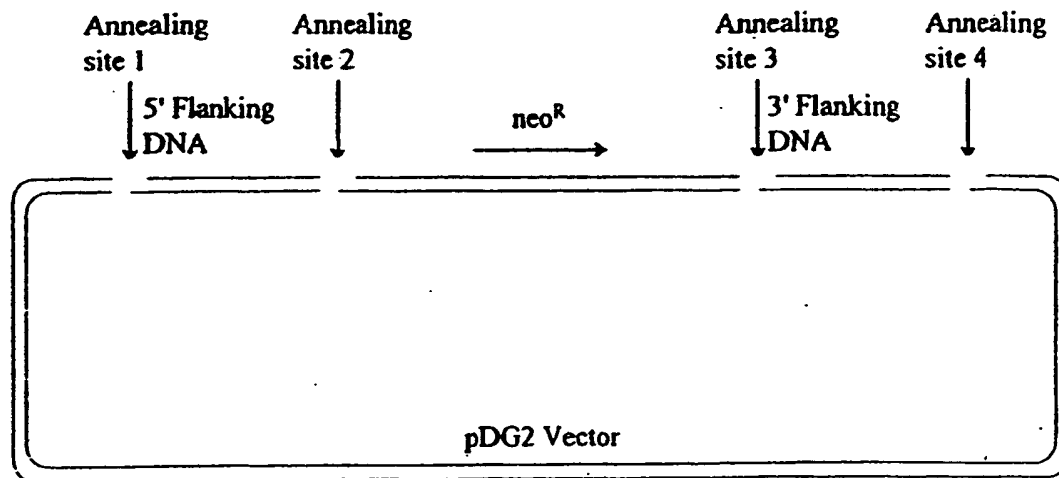 Annealing
site 1
Annealing
site 2
Annealing
site 3
Annealing
site 4
5' Flanking
DNA
neoR
3' Flanking
DNA
pDG2 Vector